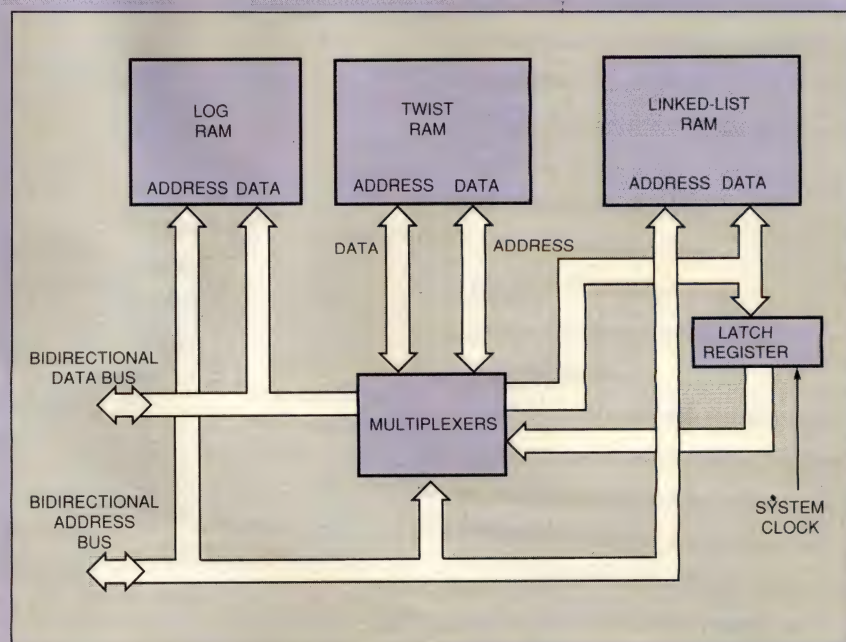 LOG
RAM
ADDRESS DATA
TWIST
RAM
ADDRESS DATA
LINKED-LIST
RAM
ADDRESS DATA
DATA
ADDRESS
LATCH
REGISTER
BIDIRECTIONAL
DATA BUS
MULTIPLEXERS
BIDIRECTIONAL
ADDRESS
BUS
SYSTEM
CLOCK